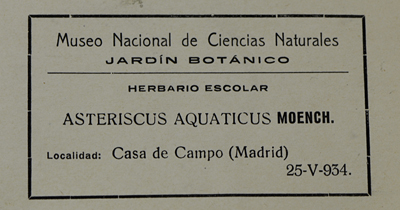 Museo Nacional de Ciencias Naturales
JARDÍN BOTÁNICO
HERBARIO ESCOLAR
ASTERISCUS AQUATICUS MOENCH.
Localidad: Casa de Campo (Madrid)
25-V-934.